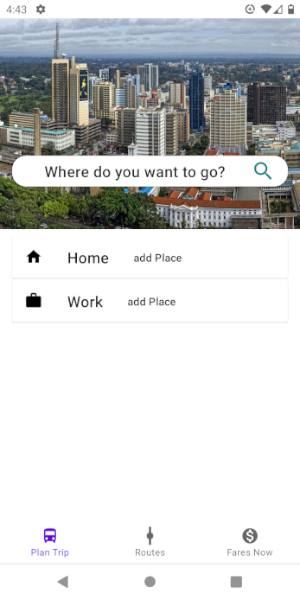 4:43
Where do you want to go?
Home add Place
Work add Place
Plan Trip Routes Fares Now